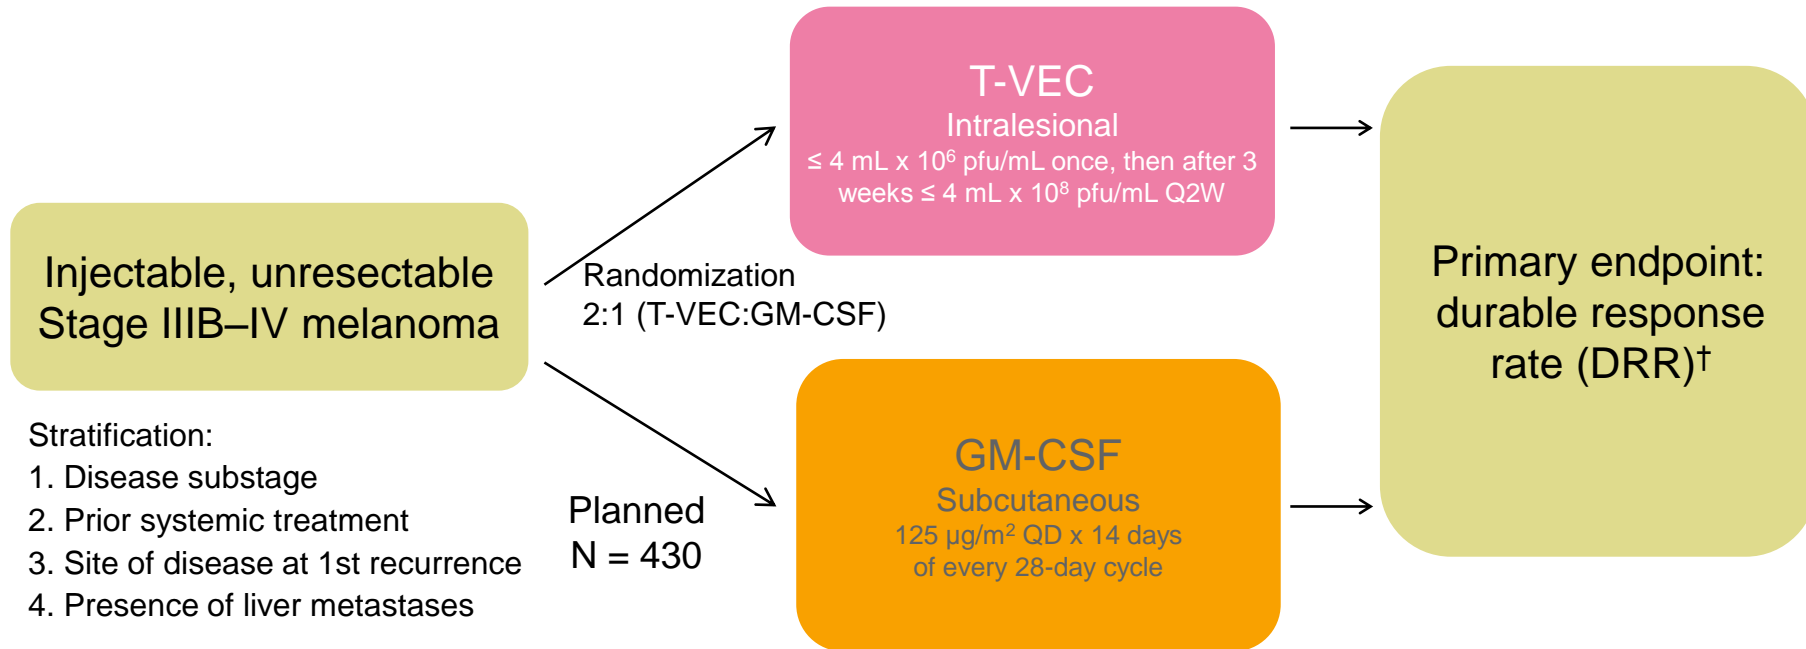 Injectable, unresectable
Stage IIIB–IV melanoma
Stratification:
1. Disease substage
2. Prior systemic treatment
3. Site of disease at 1st recurrence
4. Presence of liver metastases
Randomization
2:1 (T-VEC:GM-CSF)
Planned
N = 430
T-VEC
Intralesional
≤ 4 mL x 10⁶ pfu/mL once, then after 3
weeks ≤ 4 mL x 10⁸ pfu/mL Q2W
GM-CSF
Subcutaneous
125 µg/m² QD x 14 days
of every 28-day cycle
Primary endpoint:
durable response
rate (DRR)†